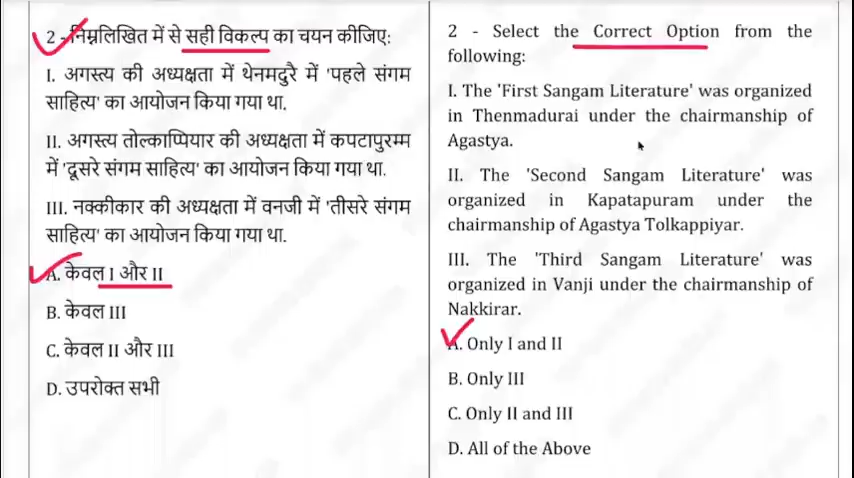 2 - निम्नलिखित में से सही विकल्प का चयन कीजिए:
I. अगस्त्य की अध्यक्षता में थेनमदुरै में 'पहले संगम
साहित्य' का आयोजन किया गया था.
II. अगस्त्य तोल्काप्पियार की अध्यक्षता में कपटापुरम्म
में 'दूसरे संगम साहित्य' का आयोजन किया गया था.
III. नक्कीकार की अध्यक्षता में वनजी में 'तीसरे संगम
साहित्य' का आयोजन किया गया था.
A. केवल I और II
B. केवल III
C. केवल II और III
D. उपरोक्त सभी
2 - Select the Correct Option from the
following:
I. The 'First Sangam Literature' was organized
in Thenmadurai under the chairmanship of
Agastya.
II. The 'Second Sangam Literature' was
organized in Kapatapuram under the
chairmanship of Agastya Tolkappiyar.
III. The 'Third Sangam Literature' was
organized in Vanji under the chairmanship of
Nakkirar.
A. Only I and II
B. Only III
C. Only II and III
D. All of the Above